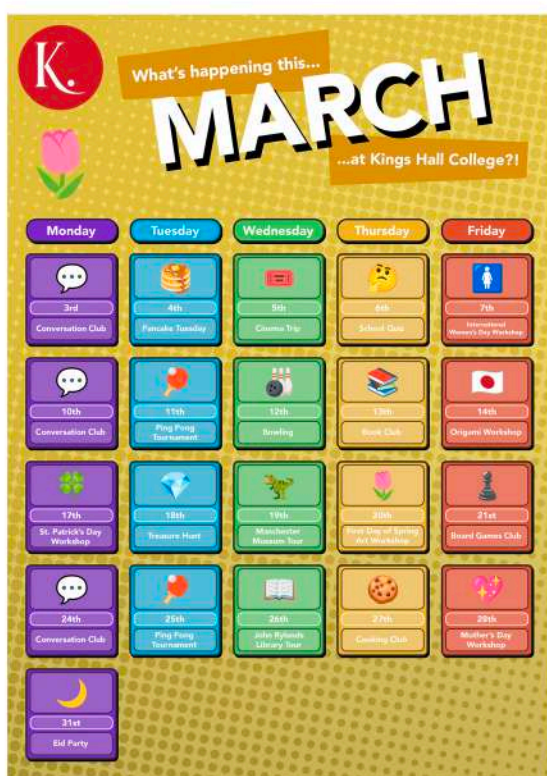 K.
What's happening this...
MARCH
...at Kings Hall College?!
Monday
Tuesday
Wednesday
Thursday
Friday
3rd
Conversation Club
4th
Pancake Tuesday
5th
Cinema Trip
6th
School Quiz
7th
International
Women's Day Workshop
10th
Conversation Club
11th
Ping Pong
Tournament
12th
Bowling
13th
Book Club
14th
Origami Workshop
17th
St. Patrick's Day
Workshop
18th
Treasure Hunt
19th
Manchester
Museum Tour
20th
First Day of Spring
Art Workshop
21st
Board Games Club
24th
Conversation Club
25th
Ping Pong
Tournament
26th
John Rylands
Library Tour
27th
Cooking Club
28th
Mother's Day
Workshop
31st
Eid Party